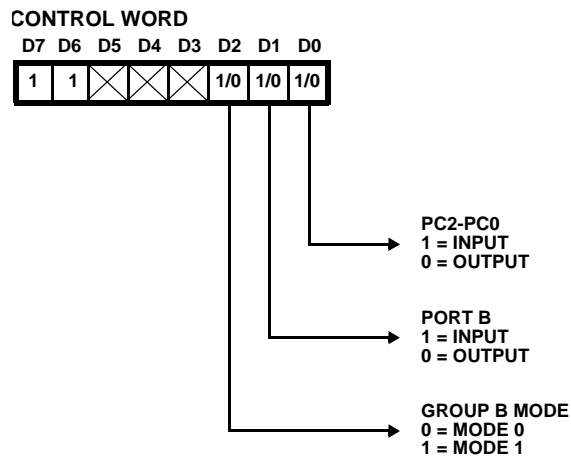 CONTROL WORD
D7 D6 D5 D4 D3 D2 D1 D0
1 1 1/0 1/0 1/0
PC2-PC0
1 = INPUT
0 = OUTPUT
PORT B
1 = INPUT
0 = OUTPUT
GROUP B MODE
0 = MODE 0
1 = MODE 1